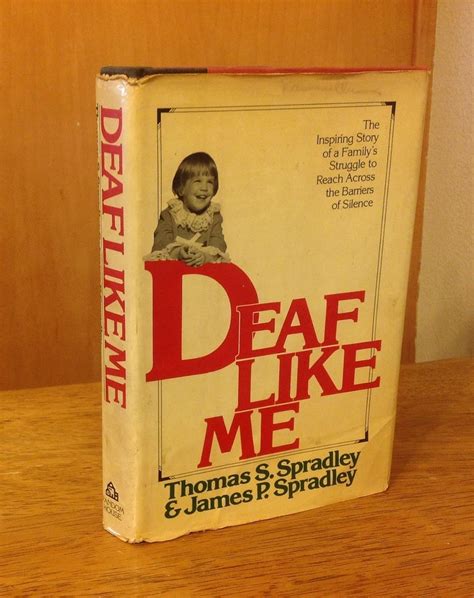 DEAF LIKE ME
RANDOM
HOUSE
The
Inspiring Story
of a Family's
Struggle to
Reach Across
the Barriers
of Silence
DEAF
LIKE
ME
Thomas S. Spradley
& James P. Spradley